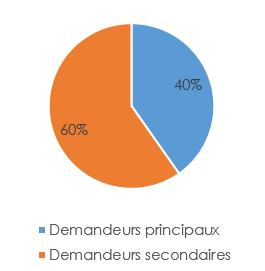 40%
60%
Demandeurs principaux
Demandeurs secondaires